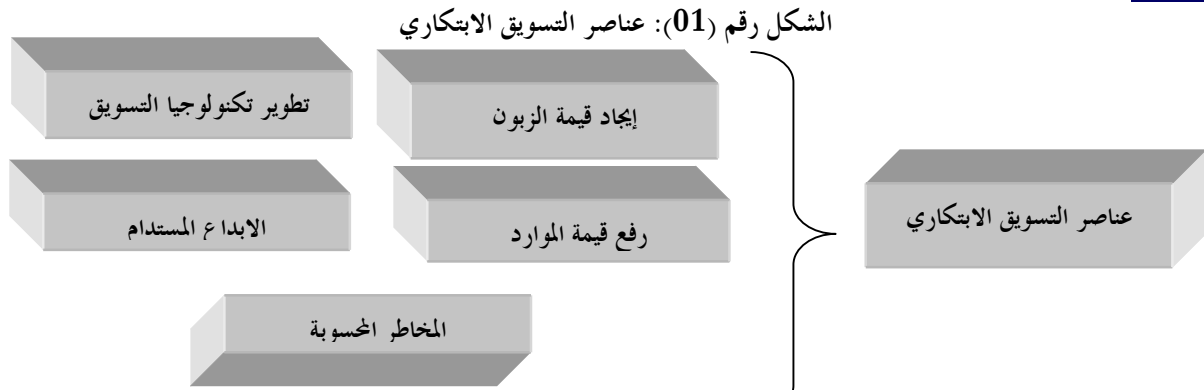 الشكل رقم (01): عناصر التسويق الابتكاري
إيجاد قيمة الزبون
تطوير تكنولوجيا التسويق
عناصر التسويق الابتكاري
رفع قيمة الموارد
الابداع المستدام
المخاطر المحسوبة